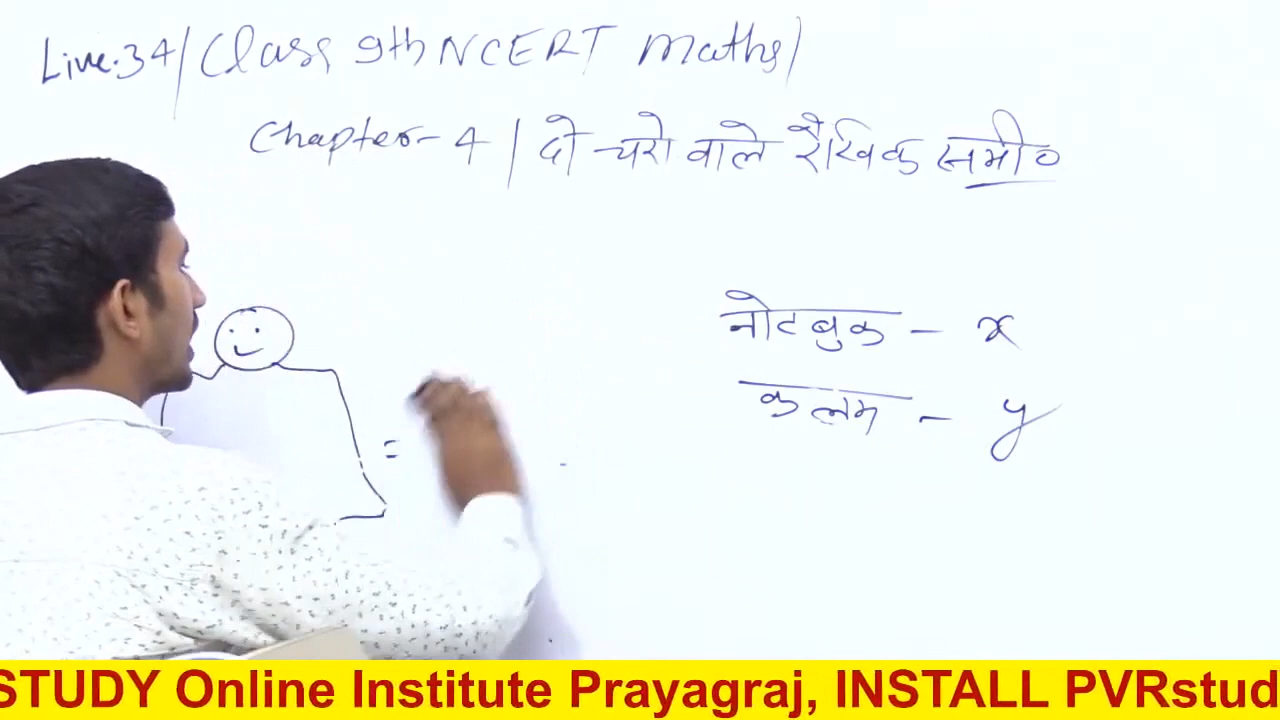 Live.34/Class 9th NCERT maths/
Chapter-4/दो चरो वाले रैखिक समी०
नोटबुक - x
कलम - y
=
STUDY Online Institute Prayagraj, INSTALL PVRstud